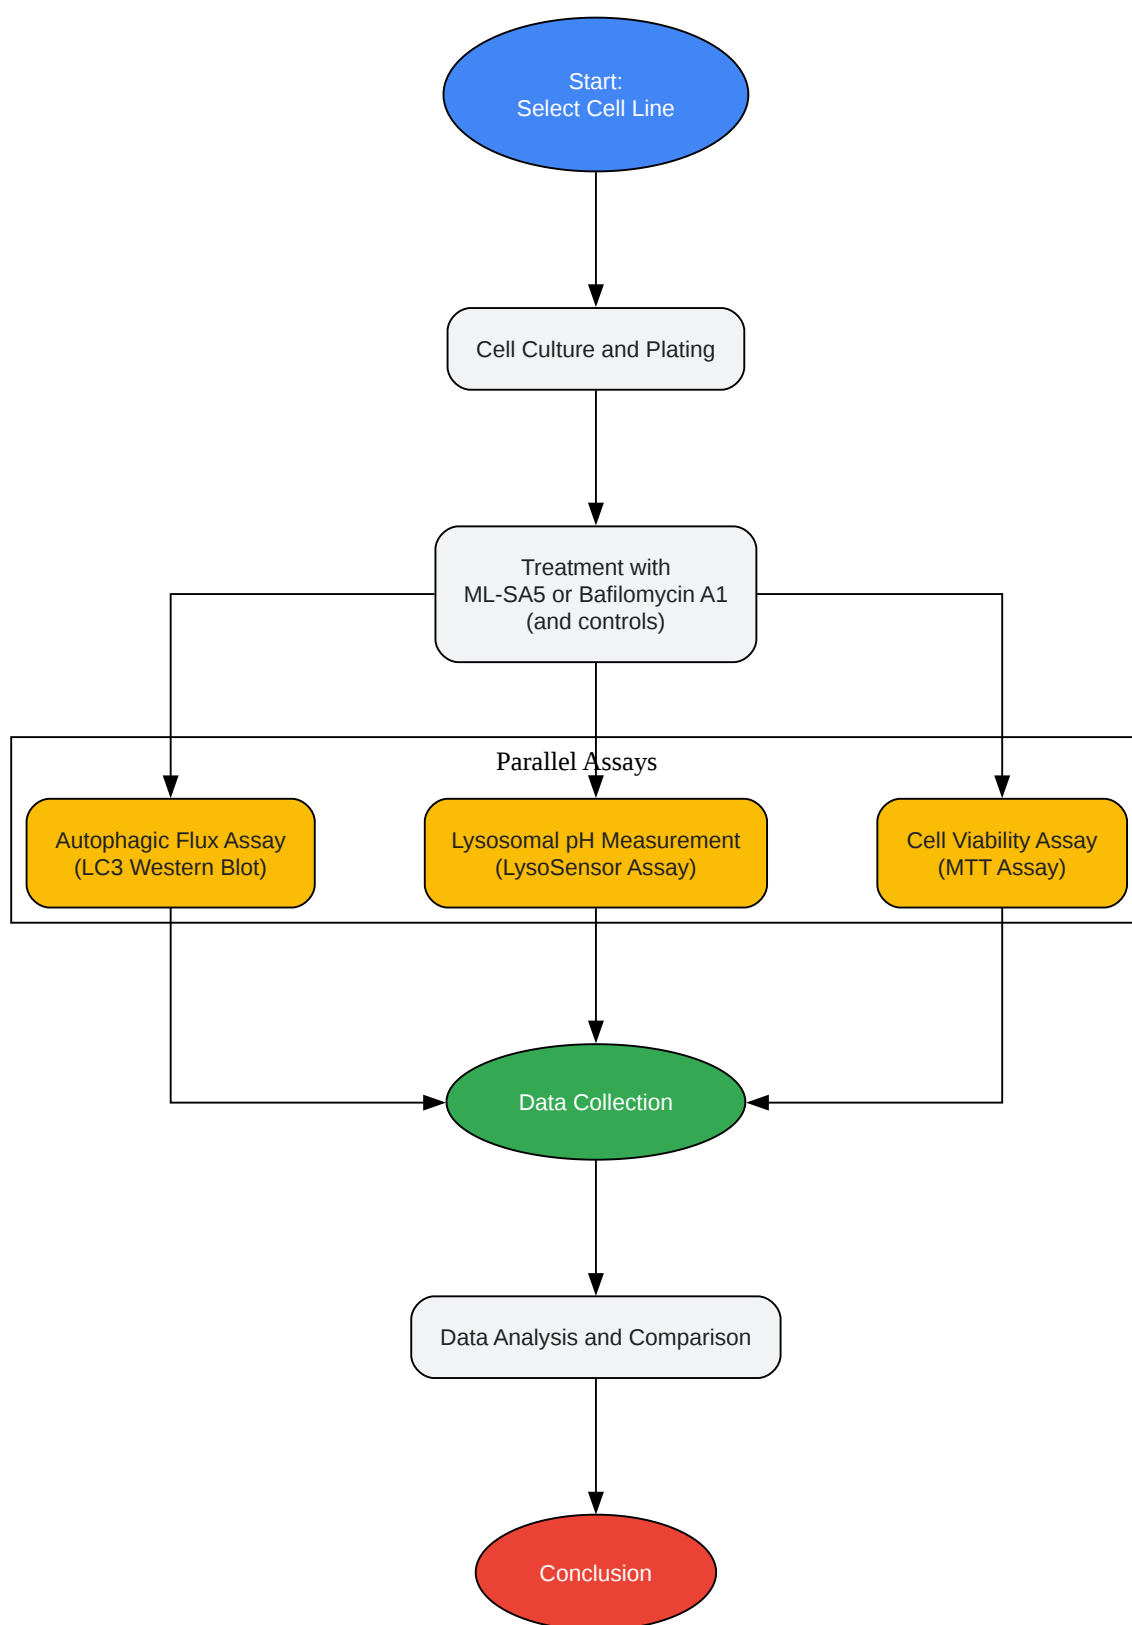 Start:
Select Cell Line
Cell Culture and Plating
Treatment with
ML-SA5 or Bafilomycin A1
(and controls)
Parallel Assays
Autophagic Flux Assay
(LC3 Western Blot)
Lysosomal pH Measurement
(LysoSensor Assay)
Cell Viability Assay
(MTT Assay)
Data Collection
Data Analysis and Comparison
Conclusion